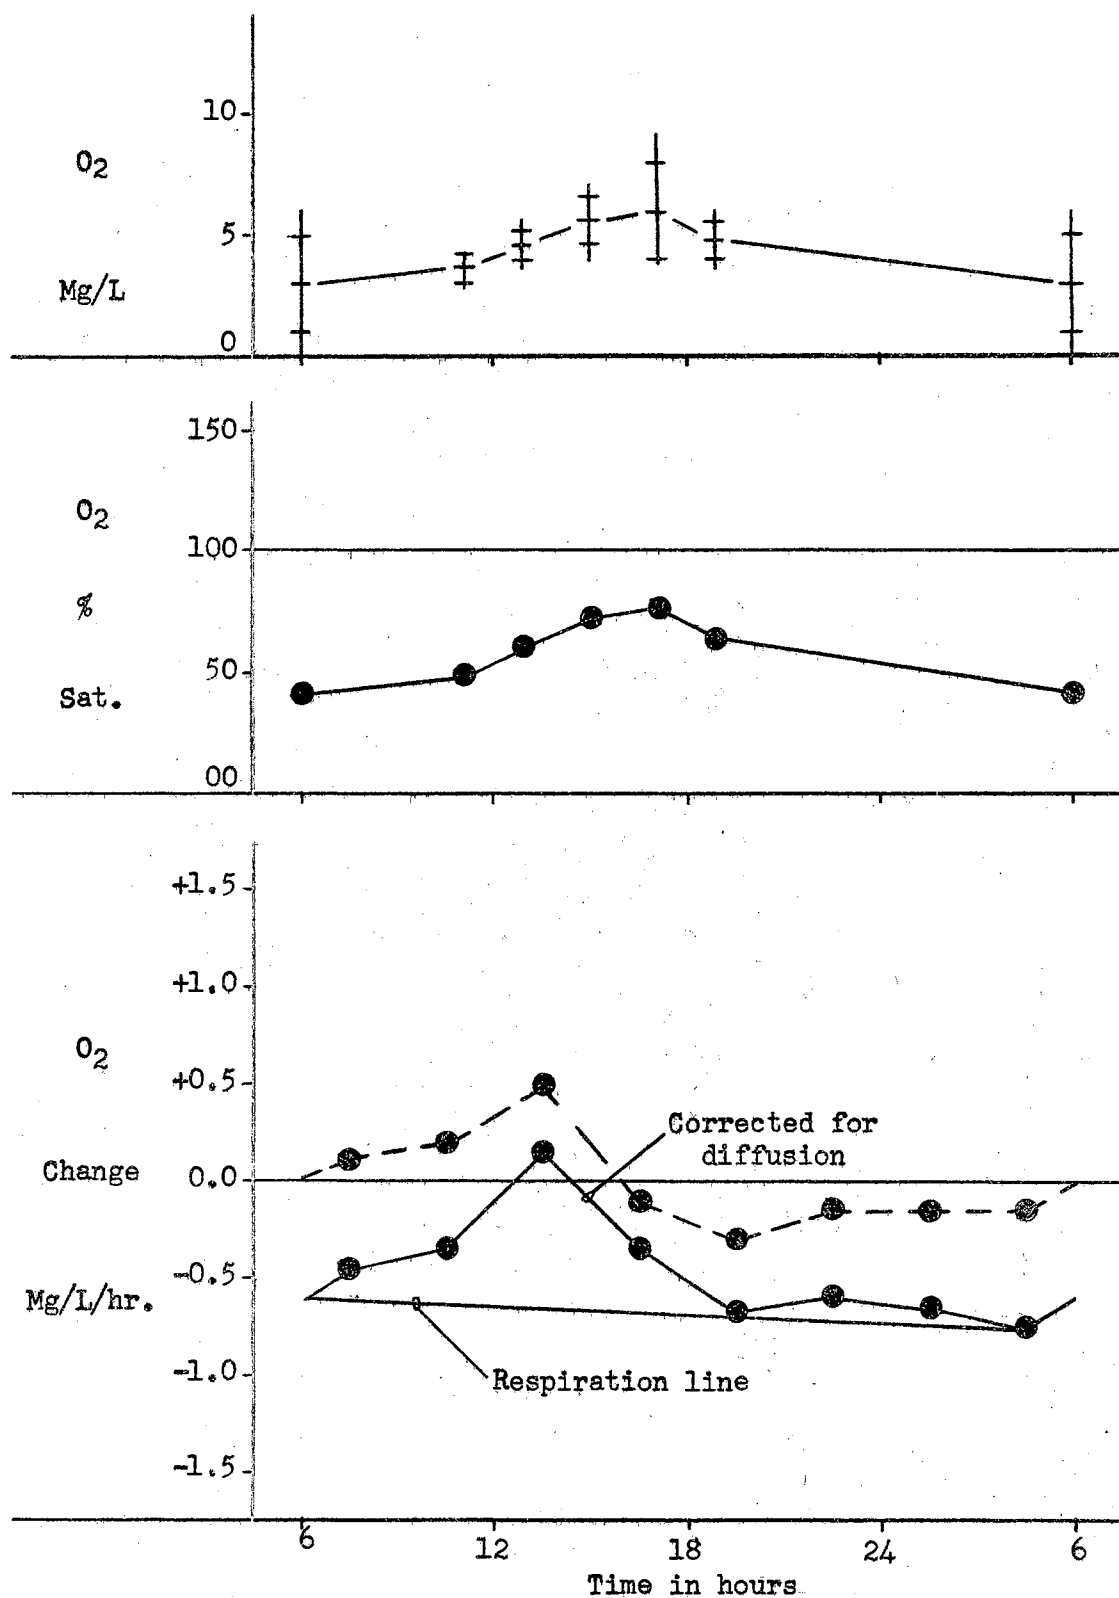 10
O2
5
Mg/L
0
150
O2
100
%
50
Sat.
00
+1.5
+1.0
O2
+0.5
Corrected for
diffusion
Change
0.0
-0.5
Mg/L/hr.
-1.0
Respiration line
-1.5
6 12 18 24 6
Time in hours